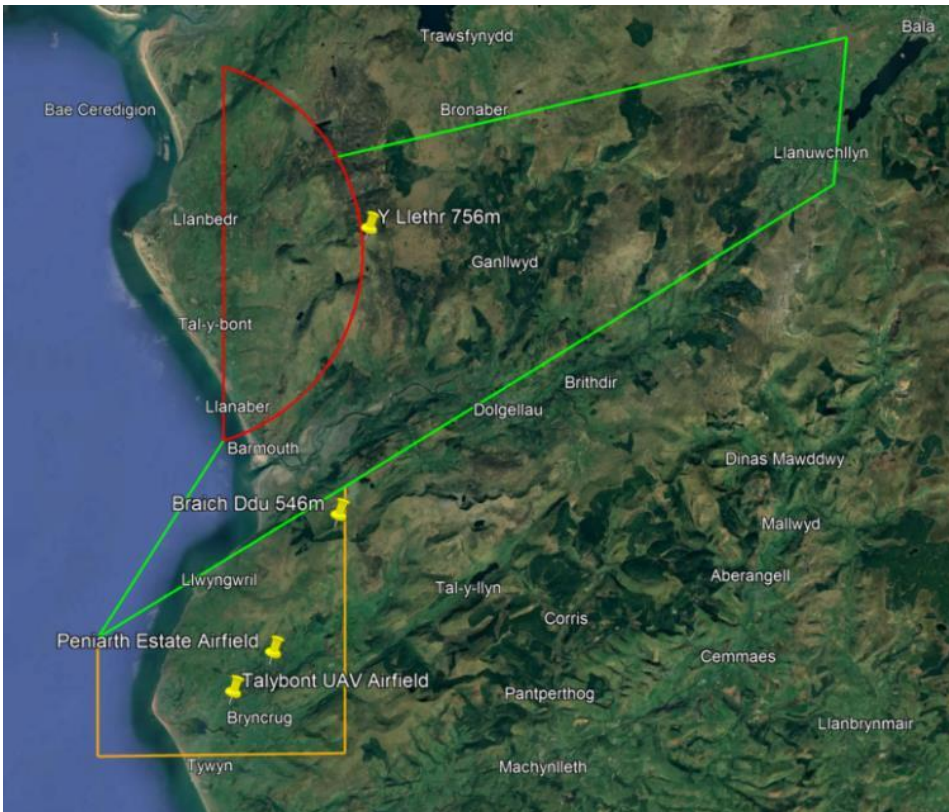 Bala
Trawsfynydd
Bae Ceredigion
Bronaber
Llanuwchllyn
Llanbedr
Y Llethr 756m
Ganllwyd
Tal-y-bont
Brithdir
Llanaber
Dolgellau
Barmouth
Dinas Mawddwy
Braich Ddu 546m
Mallwyd
Llwyngwril
Tal-y-llyn
Aberangell
Corris
Peniarth Estate Airfield
Cemmaes
Talybont UAV Airfield
Pantperthog
Bryncrug
Llanbrynmair
Tywyn
Machynlleth